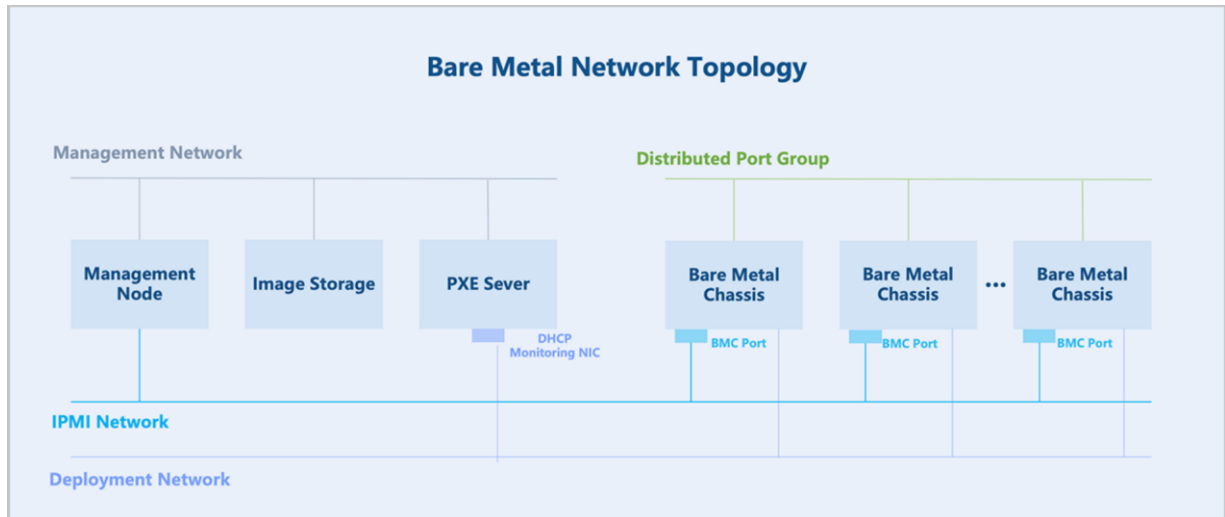 Bare Metal Network Topology
Management Network
Distributed Port Group
Management
Node
Image Storage
PXE Sever
Bare Metal
Chassis
Bare Metal
Chassis
...
Bare Metal
Chassis
DHCP
Monitoring NIC
BMC Port
BMC Port
BMC Port
IPMI Network
Deployment Network